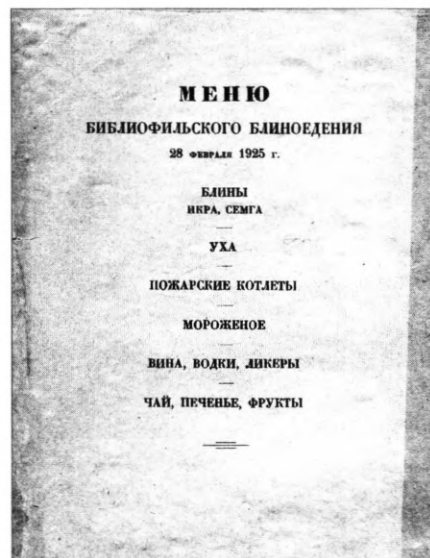 МЕНЮ
БИБЛИОФИЛЬСКОГО БЛИНОЕДЕНИЯ
28 ФЕВРАЛЯ 1925 г.
БЛИНЫ
ИКРА, СЕМГА
УХА
ПОЖАРСКИЕ КОТЛЕТЫ
МОРОЖЕНОЕ
ВИНА, ВОДКИ, ЛИКЕРЫ
ЧАЙ, ПЕЧЕНЬЕ, ФРУКТЫ